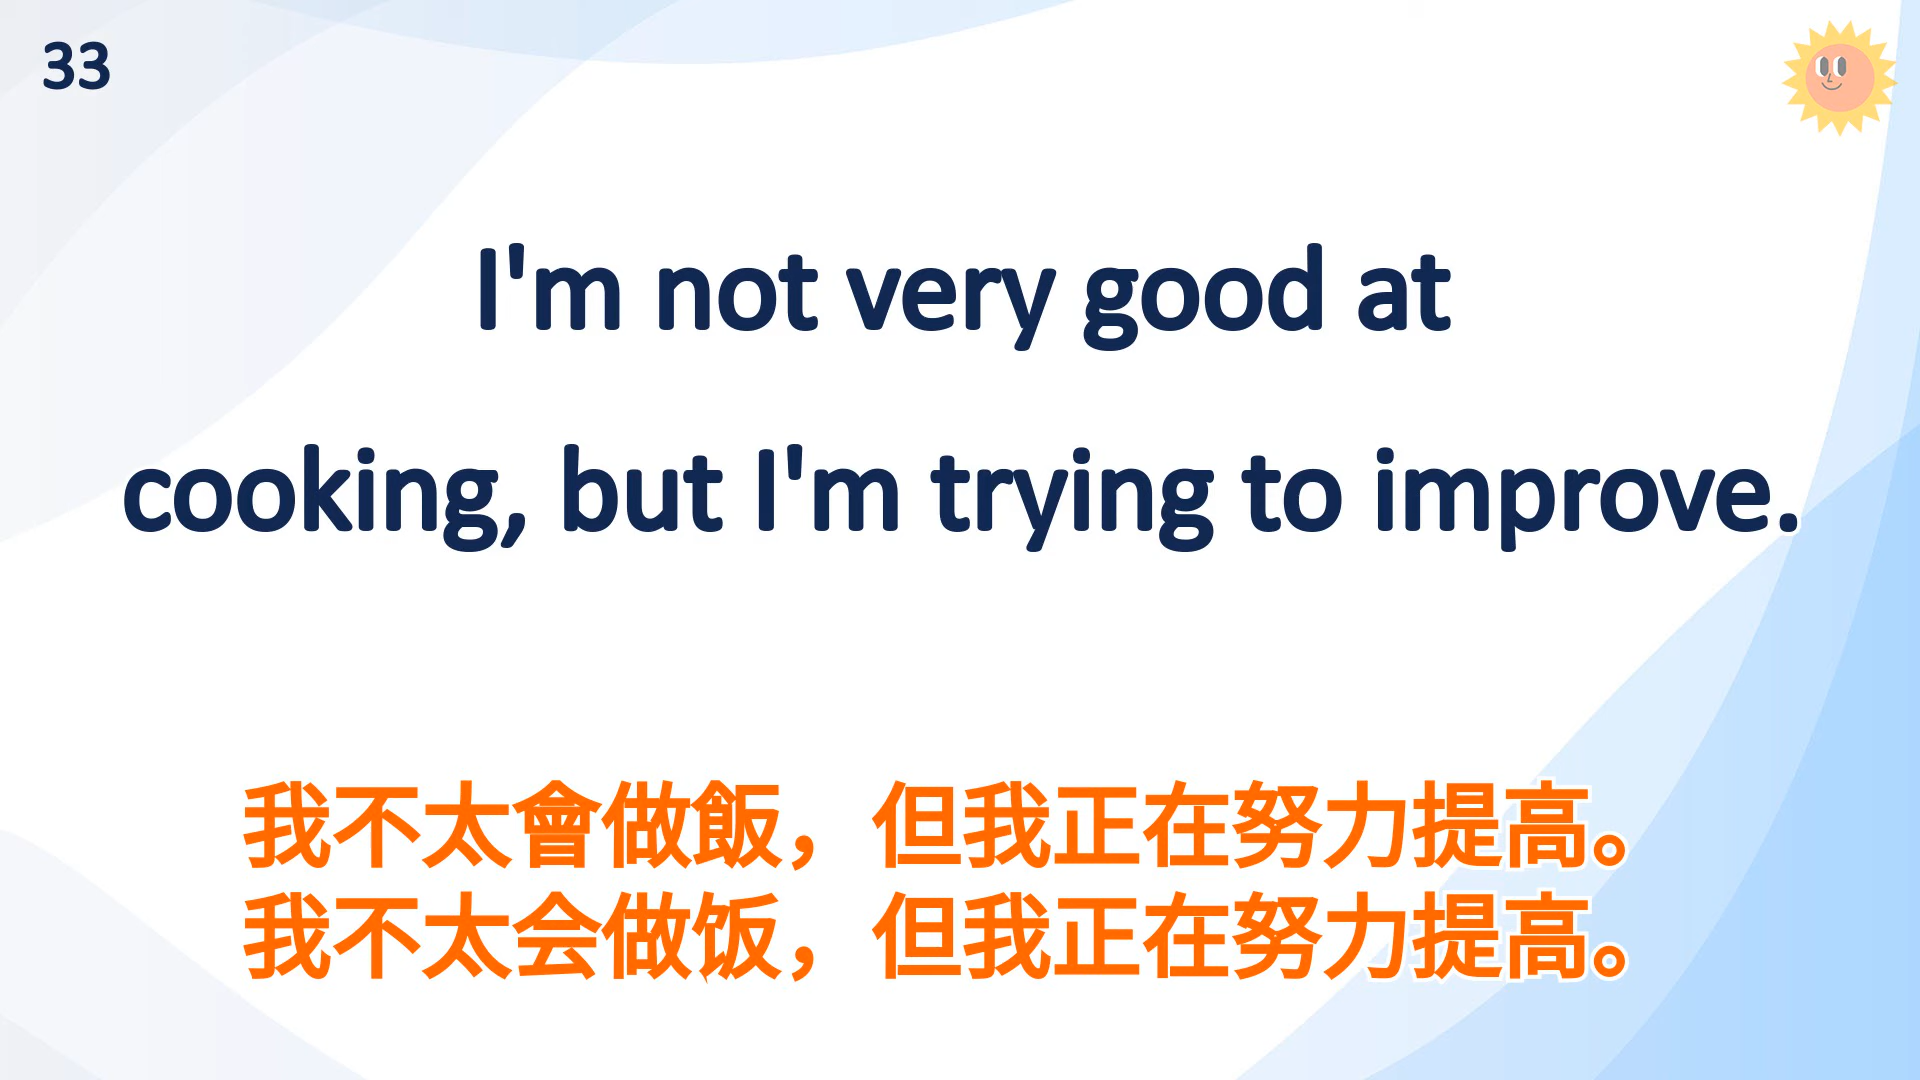 33
I'm not very good at
cooking, but I'm trying to improve.
我不太會做飯，但我正在努力提高。
我不太会做饭，但我正在努力提高。